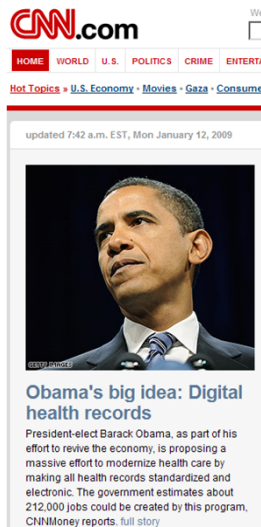 CNN.com
We
HOME WORLD U.S. POLITICS CRIME ENTERTA
Hot Topics » U.S. Economy • Movies • Gaza • Consume
updated 7:42 a.m. EST, Mon January 12, 2009
GETTY IMAGES
Obama's big idea: Digital
health records
President-elect Barack Obama, as part of his
effort to revive the economy, is proposing a
massive effort to modernize health care by
making all health records standardized and
electronic. The government estimates about
212,000 jobs could be created by this program,
CNNMoney reports. full story